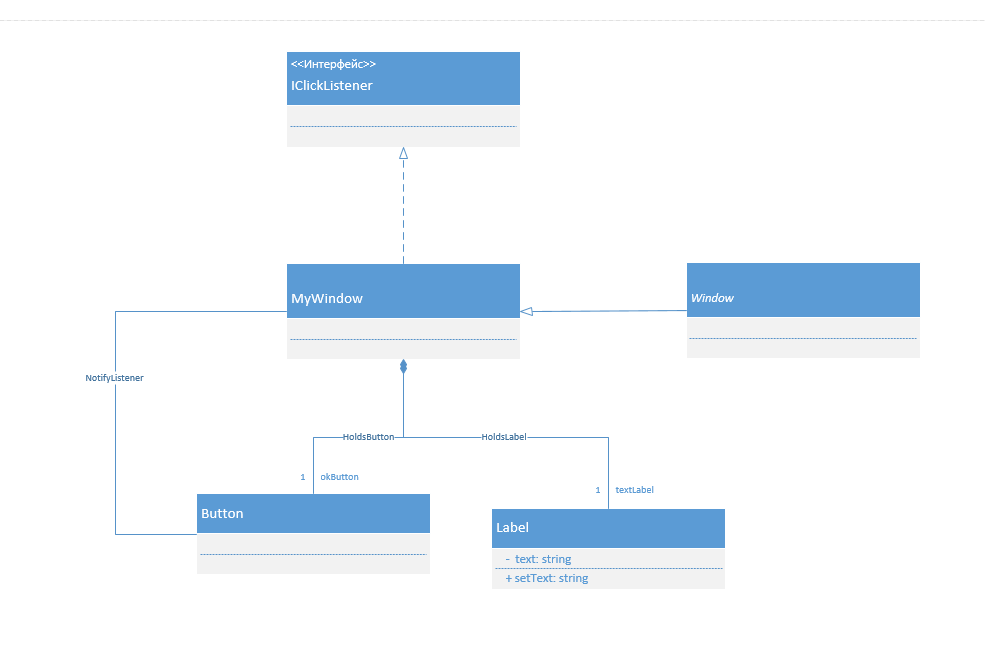 <<Интерфейс>>
IClickListener
MyWindow
Window
NotifyListener
HoldsButton
HoldsLabel
1 okButton
1 textLabel
Button
Label
- text: string
+ setText: string